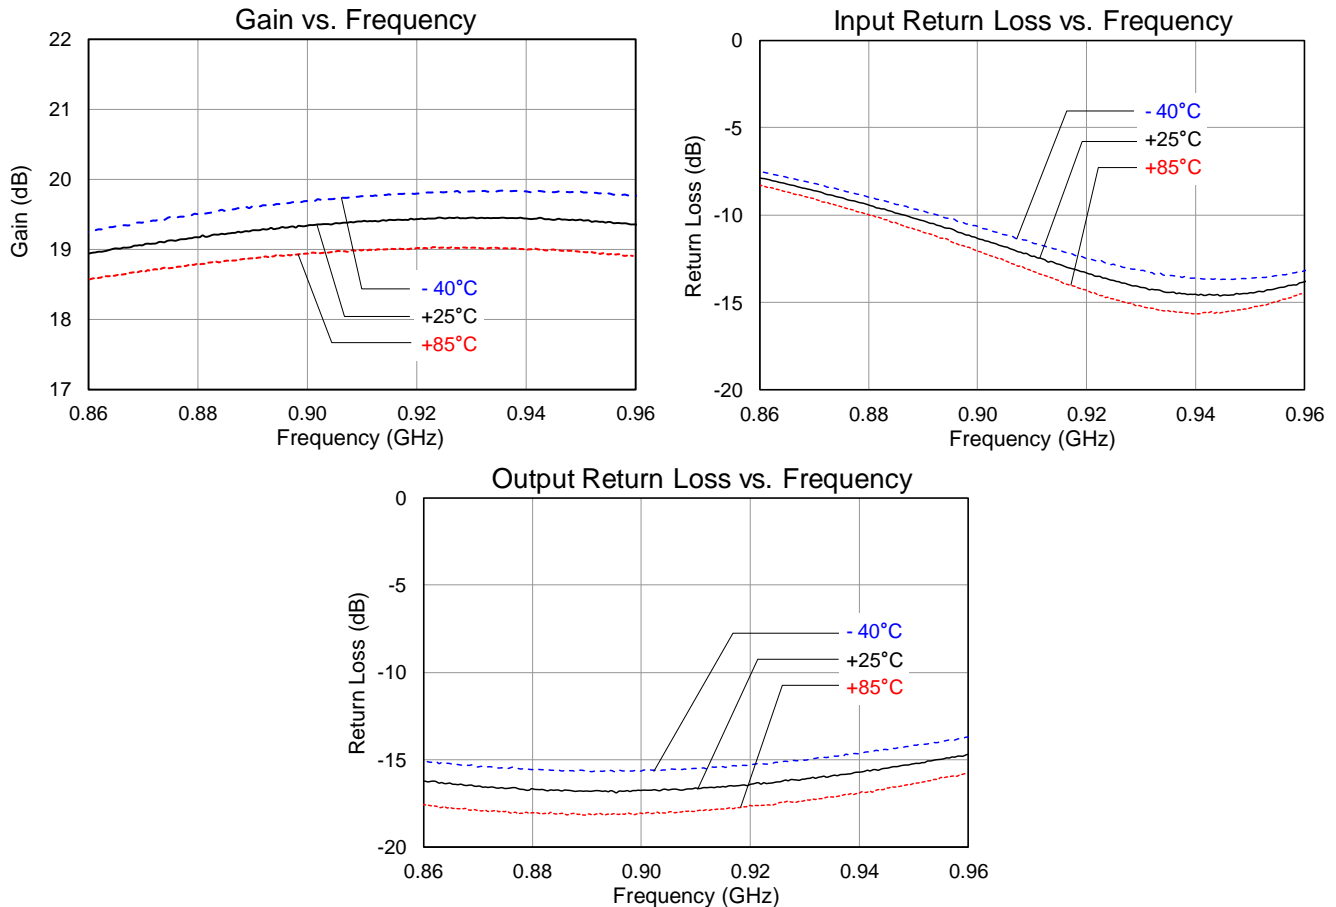 Gain vs. Frequency
22
21
20
19
18
17
Gain (dB)
- 40°C
+25°C
+85°C
0.86
0.88
0.90
0.92
0.94
0.96
Frequency (GHz)
Input Return Loss vs. Frequency
0
-5
-10
-15
-20
Return Loss (dB)
- 40°C
+25°C
+85°C
0.86
0.88
0.90
0.92
0.94
0.96
Frequency (GHz)
Output Return Loss vs. Frequency
0
-5
-10
-15
-20
Return Loss (dB)
- 40°C
+25°C
+85°C
0.86
0.88
0.90
0.92
0.94
0.96
Frequency (GHz)